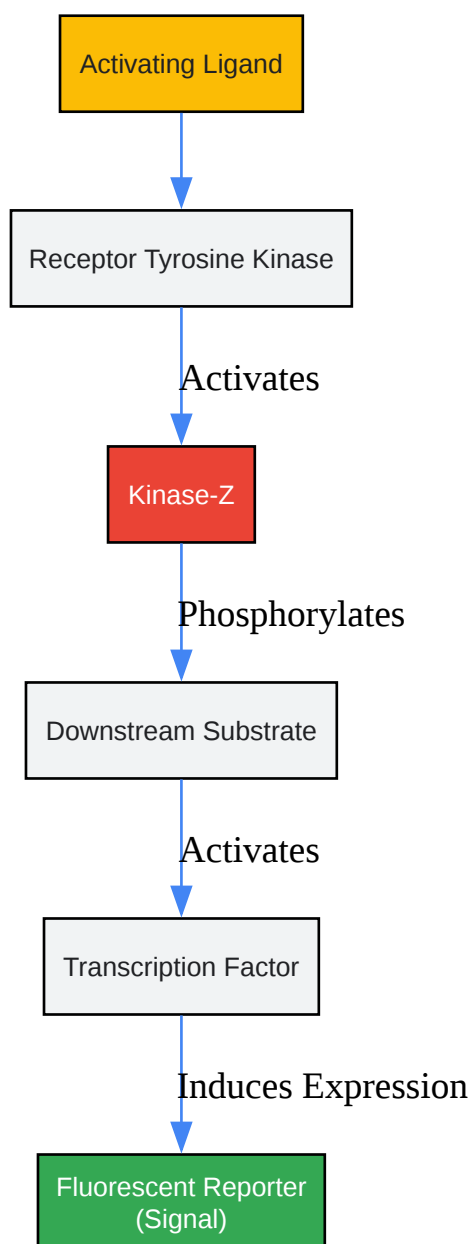 Activating Ligand
Receptor Tyrosine Kinase
Activates
Kinase-Z
Phosphorylates
Downstream Substrate
Activates
Transcription Factor
Induces Expression
Fluorescent Reporter
(Signal)